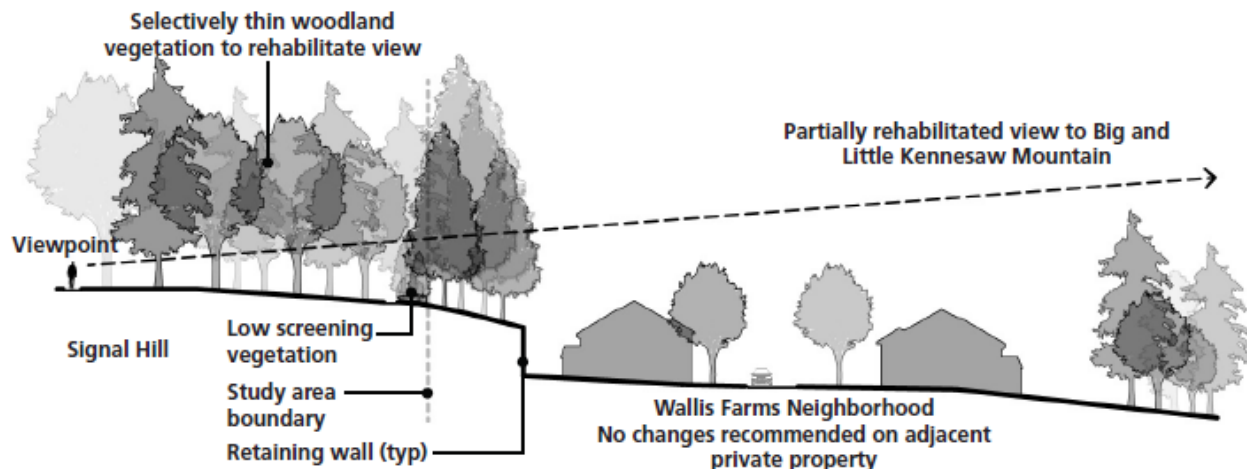 Selectively thin woodland
vegetation to rehabilitate view
Partially rehabilitated view to Big and
Little Kennesaw Mountain
Viewpoint
Signal Hill
Low screening
vegetation
Study area
boundary
Retaining wall (typ)
Wallis Farms Neighborhood
No changes recommended on adjacent
private property